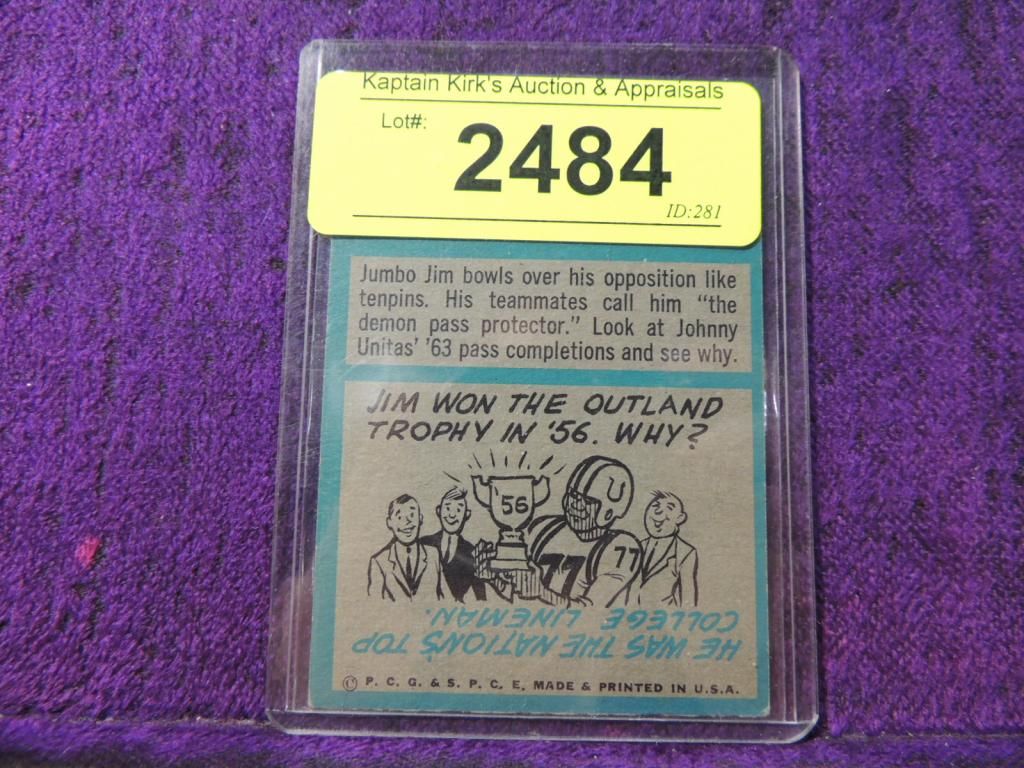 Kaptain Kirk's Auction & Appraisals
Lot#:
2484
ID:281
Jumbo Jim bowls over his opposition like
tenpins. His teammates call him "the
demon pass protector." Look at Johnny
Unitas' '63 pass completions and see why.
JIM WON THE OUTLAND
TROPHY IN '56. WHY?
56
77
77
HE WAS THE NATION'S TOP
COLLEGE LINEMAN.
© P. C. G. & S. P. C. E. MADE & PRINTED IN U.S.A.